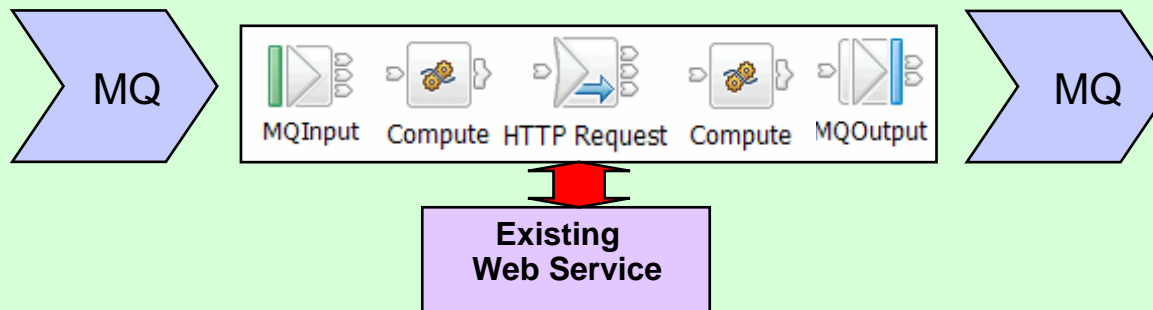 MQ
MQInput
Compute
HTTP Request
Compute
MQOutput
MQ
Existing
Web Service